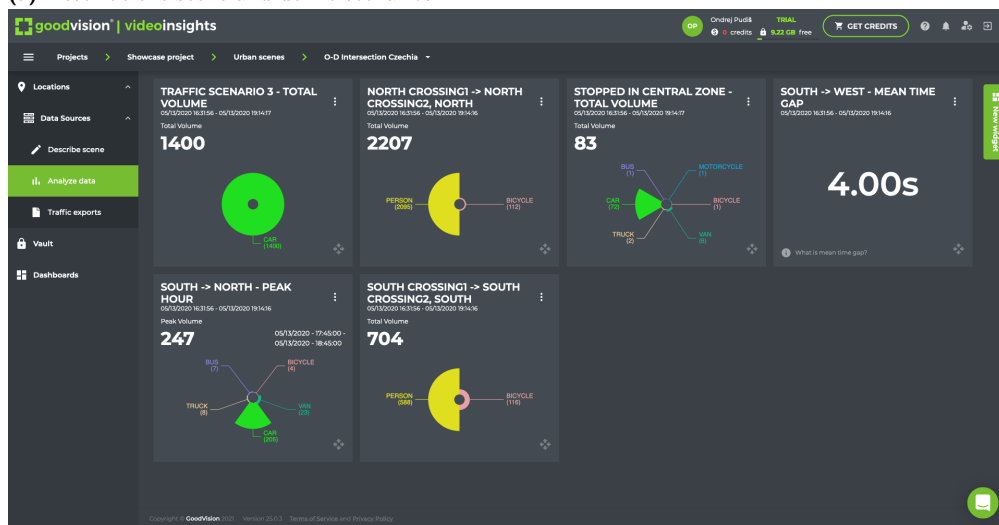 goodvision® | videoinsights
OP
Ondrej Pudiš
0 credits
TRIAL
9.22 GB free
GET CREDITS
Projects > Showcase project > Urban scenes > O-D Intersection Czechia
Locations
Data Sources
Describe scene
Analyze data
Traffic exports
Vault
Dashboards
TRAFFIC SCENARIO 3 - TOTAL
VOLUME
05/13/2020 16:31:56 - 05/13/2020 19:14:17
Total Volume
1400
CAR
(1400)
NORTH CROSSING1 -> NORTH
CROSSING2, NORTH
05/13/2020 16:31:56 - 05/13/2020 19:14:16
Total Volume
2207
PERSON
(2095)
BICYCLE
(112)
STOPPED IN CENTRAL ZONE -
TOTAL VOLUME
05/13/2020 16:31:56 - 05/13/2020 19:14:17
Total Volume
83
BUS
(1)
MOTORCYCLE
(1)
CAR
(72)
BICYCLE
(1)
TRUCK
(2)
VAN
(6)
SOUTH -> WEST - MEAN TIME
GAP
05/13/2020 16:31:56 - 05/13/2020 19:14:16
4.00s
What is mean time gap?
New widget
SOUTH -> NORTH - PEAK
HOUR
05/13/2020 16:31:56 - 05/13/2020 19:14:16
Peak Volume
247
05/13/2020 - 17:45:00 -
05/13/2020 - 18:45:00
BUS
(7)
BICYCLE
(4)
TRUCK
(8)
VAN
CAR
SOUTH CROSSING1 -> SOUTH
CROSSING2, SOUTH
05/13/2020 16:31:56 - 05/13/2020 19:14:16
Total Volume
704
PERSON
(588)
BICYCLE
(116)
Copyright © GoodVision 2021 Version 25.0.3 Terms of Service and Privacy Policy